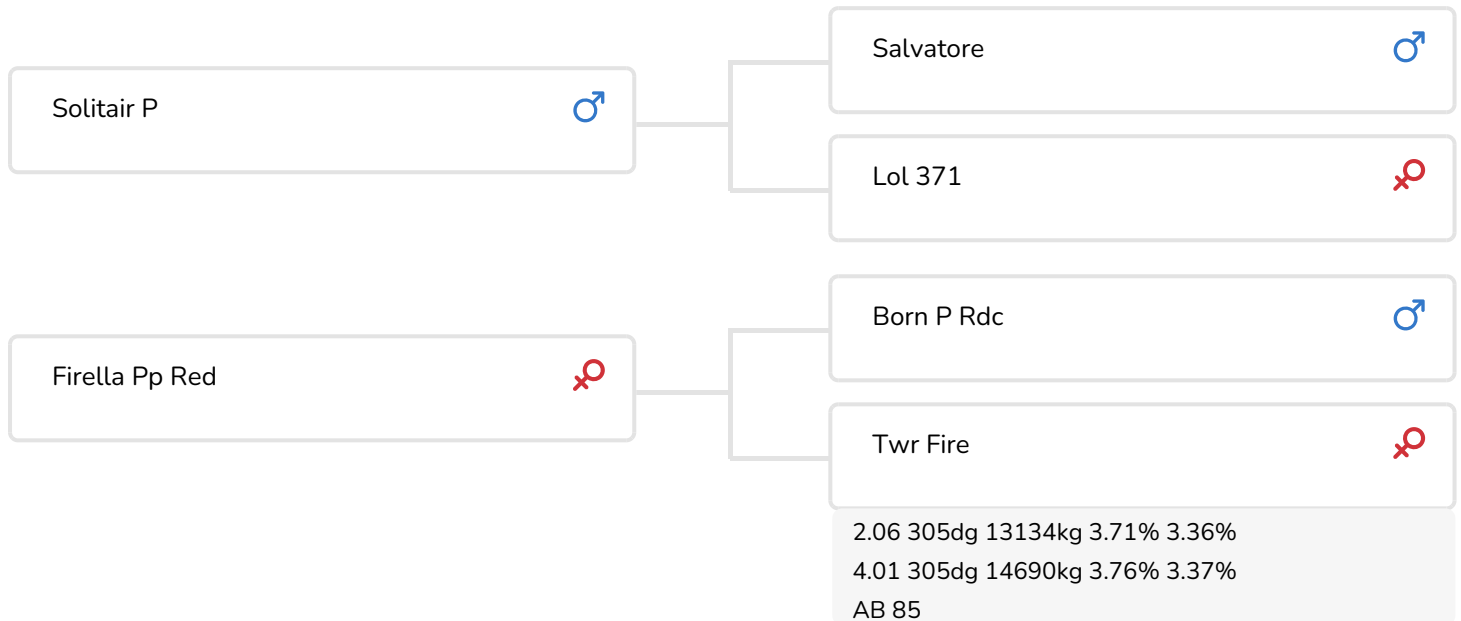 Solitair P
Firella Pp Red
Salvatore
Lol 371
Born P Rdc
Twr Fire
2.06 305dg 13134kg 3.71% 3.36%
4.01 305dg 14690kg 3.76% 3.37%
AB 85